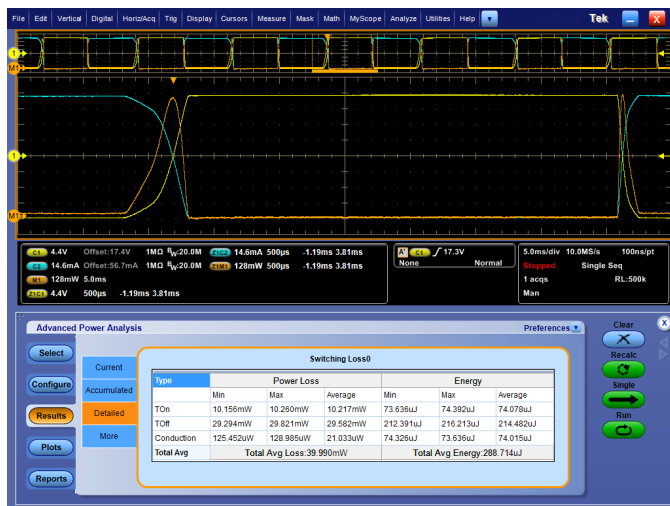 File Edit Vertical Digital Horiz/Acq Trig Display Cursors Measure Mask Math MyScope Analyze Utilities Help Tek X
1
M1
1
M1
C1 4.4V Offset:17.4V 1MΩ BW:20.0M Z1C2 14.6mA 500µs -1.19ms 3.81ms
C2 14.6mA Offset:56.7mA 1MΩ BW:20.0M Z1M1 128mW 500µs -1.19ms 3.81ms
M1 128mW 5.0ms
Z1C1 4.4V 500µs -1.19ms 3.81ms
A' C1 17.3V
None Normal
5.0ms/div 10.0MS/s 100ns/pt
Stopped Single Seq
1 acqs RL:500k
Man
Advanced Power Analysis Preferences
Clear X
Recalc
Single
Run
Select
Configure
Results
Plots
Reports
Current
Accumulated
Detailed
More
Switching Loss0
Type Power Loss Energy
Min Max Average Min Max Average
TOn 10.156mW 10.260mW 10.217mW 73.636uJ 74.392uJ 74.078uJ
TOff 29.294mW 29.821mW 29.582mW 212.391uJ 216.213uJ 214.482uJ
Conduction 125.452uW 128.985uW 21.033uW 74.326uJ 73.636uJ 74.015uJ
Total Avg Total Avg Loss:39.990mW Total Avg Energy:288.714uJ